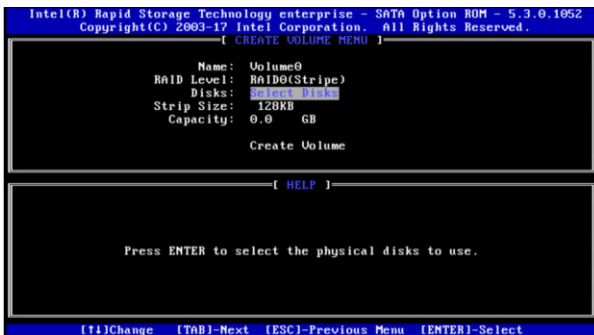 Intel(R) Rapid Storage Technology enterprise - SATA Option ROM - 5.3.0.1052
Copyright(C) 2003-17 Intel Corporation. All Rights Reserved.
[ CREATE VOLUME MENU ]
Name: Volume0
RAID Level: RAID0(Stripe)
Disks: Select Disks
Strip Size: 128KB
Capacity: 0.0 GB
Create Volume
[ HELP ]
Press ENTER to select the physical disks to use.
[↑↓]Change [TAB]-Next [ESC]-Previous Menu [ENTER]-Select